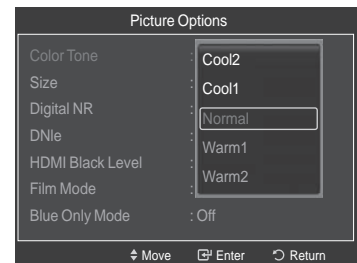 Picture Options
Color Tone :
Cool2
Size :
Cool1
Digital NR :
Normal
DNIe :
Warm1
HDMI Black Level :
Warm2
Film Mode :
Blue Only Mode : Off
Move Enter Return